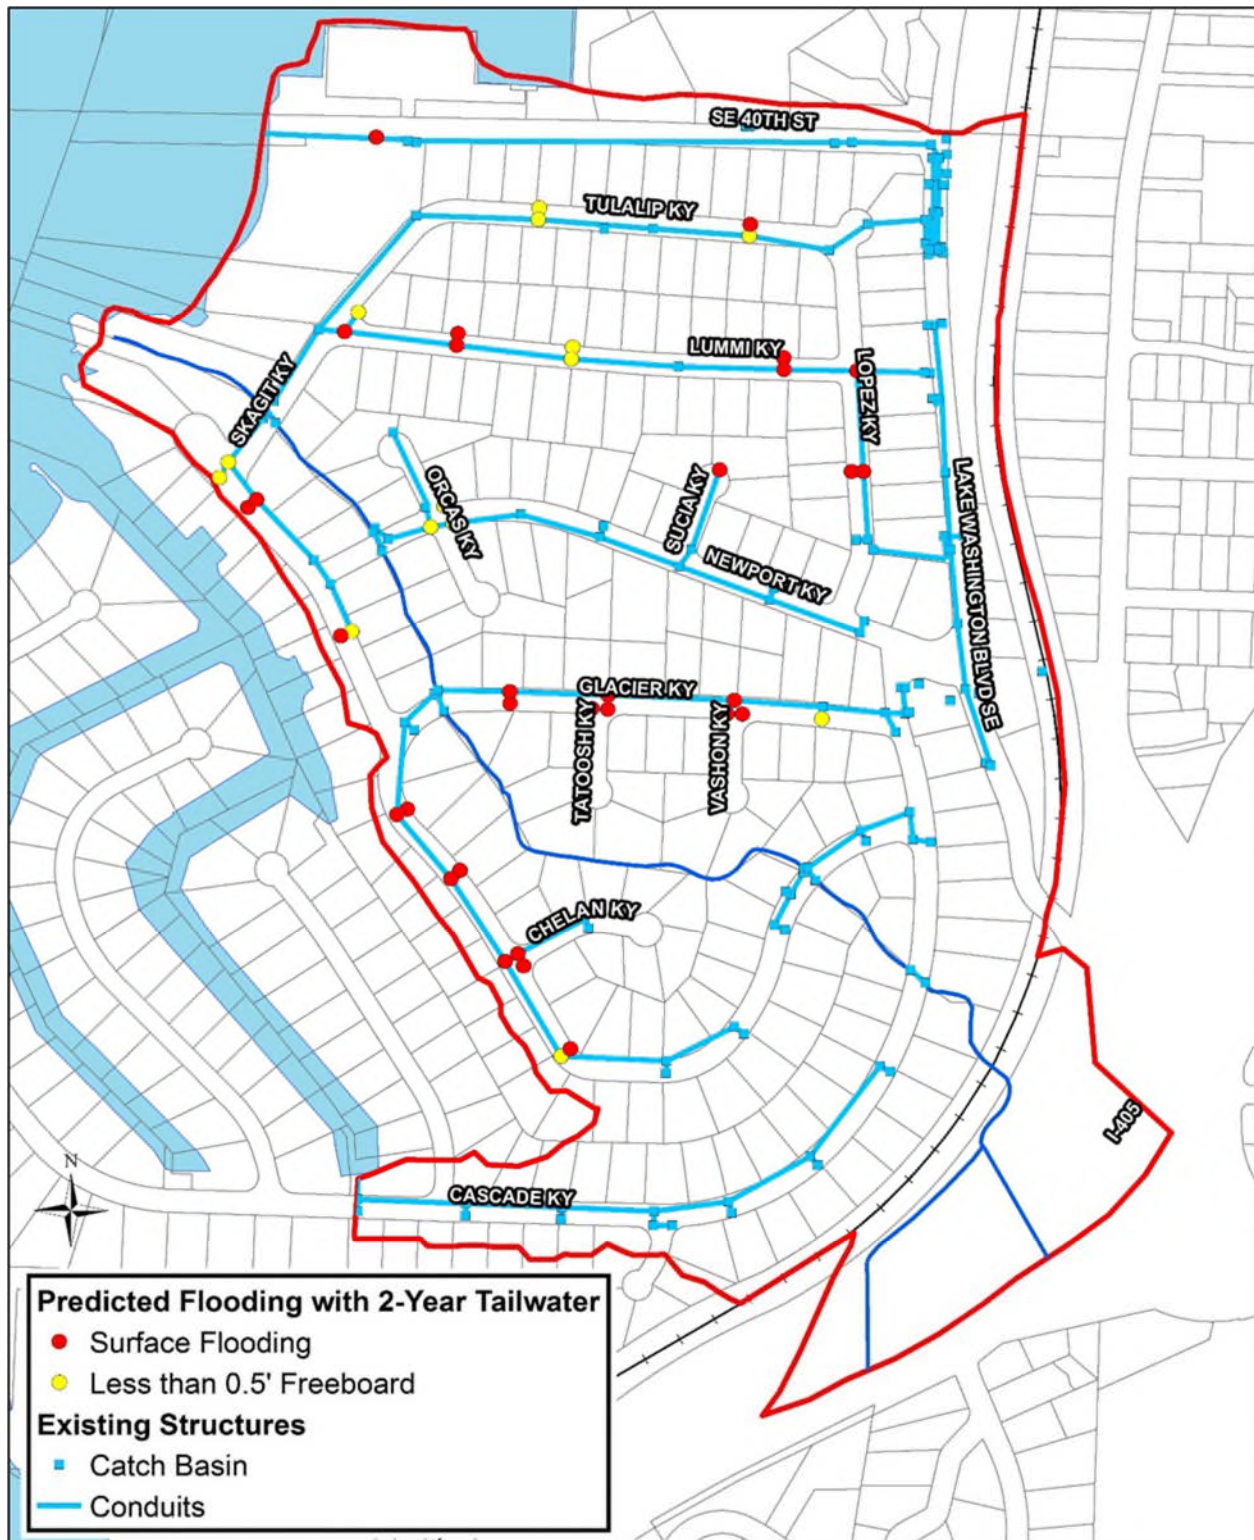 SE 40TH ST
TULALIP KY
LUMMI KY
LOPEZ KY
SKAGIT KY
ORCAS KY
SUCIA KY
NEWPORT KY
LAKE WASHINGTON BLVD SE
GLACIER KY
TATOOSH KY
VASHON KY
CHELAN KY
I-405
N
CASCADE KY
Predicted Flooding with 2-Year Tailwater
Surface Flooding
Less than 0.5' Freeboard
Existing Structures
Catch Basin
Conduits